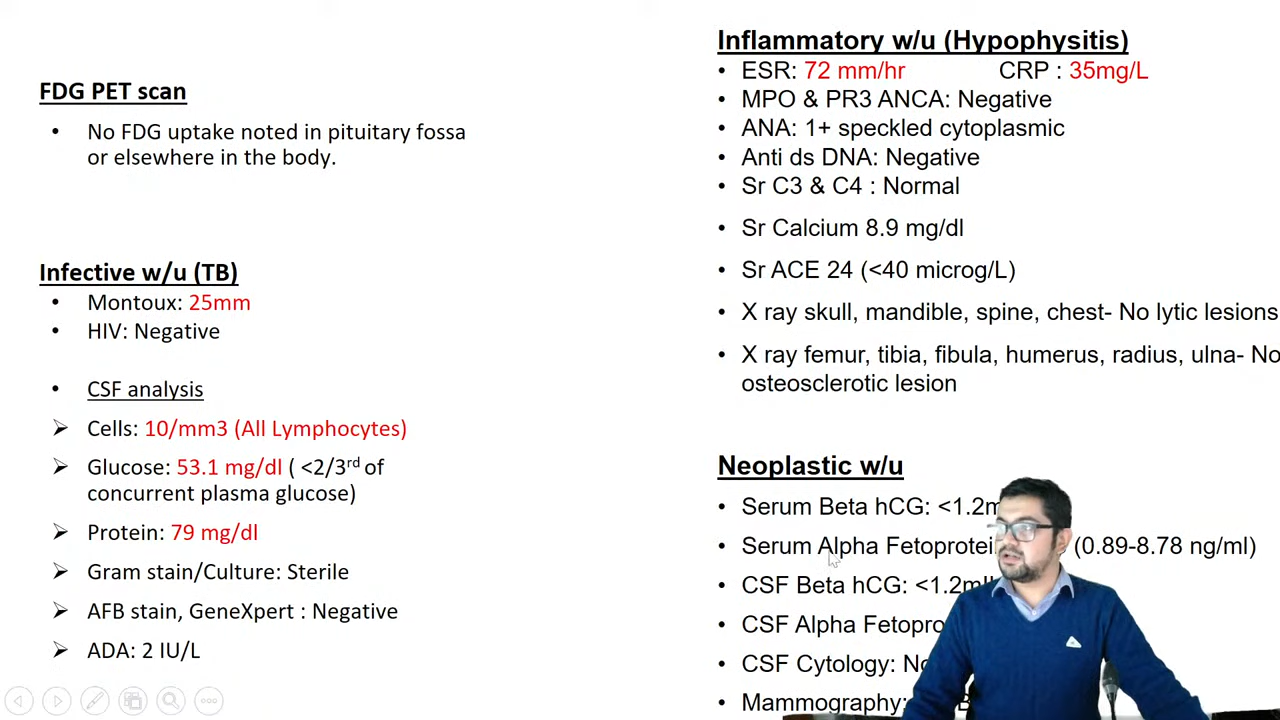 FDG PET scan
• No FDG uptake noted in pituitary fossa
or elsewhere in the body.
Infective w/u (TB)
• Montoux: 25mm
• HIV: Negative
• CSF analysis
➢ Cells: 10/mm3 (All Lymphocytes)
➢ Glucose: 53.1 mg/dl ( <2/3rd of
concurrent plasma glucose)
➢ Protein: 79 mg/dl
➢ Gram stain/Culture: Sterile
➢ AFB stain, GeneXpert : Negative
➢ ADA: 2 IU/L
Inflammatory w/u (Hypophysitis)
• ESR: 72 mm/hr CRP : 35mg/L
• MPO & PR3 ANCA: Negative
• ANA: 1+ speckled cytoplasmic
• Anti ds DNA: Negative
• Sr C3 & C4 : Normal
• Sr Calcium 8.9 mg/dl
• Sr ACE 24 (<40 microg/L)
• X ray skull, mandible, spine, chest- No lytic lesions
• X ray femur, tibia, fibula, humerus, radius, ulna- No
osteosclerotic lesion
Neoplastic w/u
• Serum Beta hCG:
• Serum Alpha (0.89-8.78 ng/ml)
• CSF Beta hCG:
• CSF Alpha
• CSF Cytology:
• Mammography: